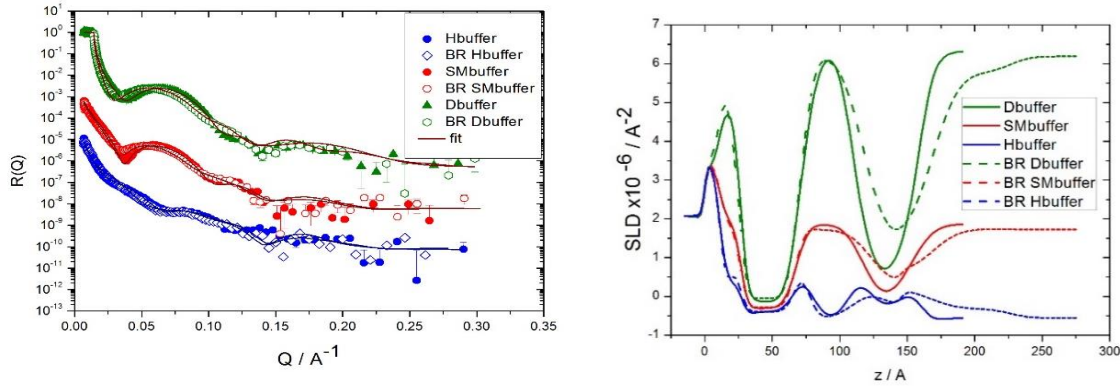 10¹
10⁰
10⁻¹
10⁻²
10⁻³
10⁻⁴
10⁻⁵
10⁻⁶
10⁻⁷
10⁻⁸
10⁻⁹
10⁻¹⁰
10⁻¹¹
10⁻¹²
10⁻¹³
R(Q)
Hbuffer
BR Hbuffer
SMbuffer
BR SMbuffer
Dbuffer
BR Dbuffer
fit
0.00 0.05 0.10 0.15 0.20 0.25 0.30 0.35
Q / A⁻¹
7
6
5
4
3
2
1
0
-1
SLD x10⁻⁶ / A⁻²
Dbuffer
SMbuffer
Hbuffer
BR Dbuffer
BR SMbuffer
BR Hbuffer
0 50 100 150 200 250 300
z / A